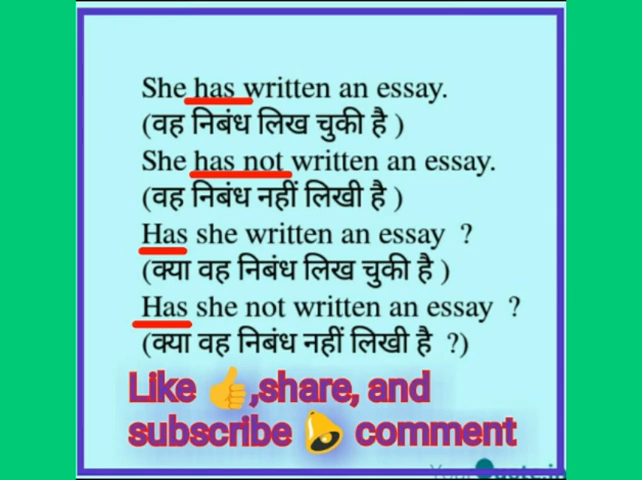 She has written an essay.
(वह निबंध लिख चुकी है )
She has not written an essay.
(वह निबंध नहीं लिखी है )
Has she written an essay ?
(क्या वह निबंध लिख चुकी है )
Has she not written an essay ?
(क्या वह निबंध नहीं लिखी है ?)
Like 👍,share, and
subscribe 🔔 comment